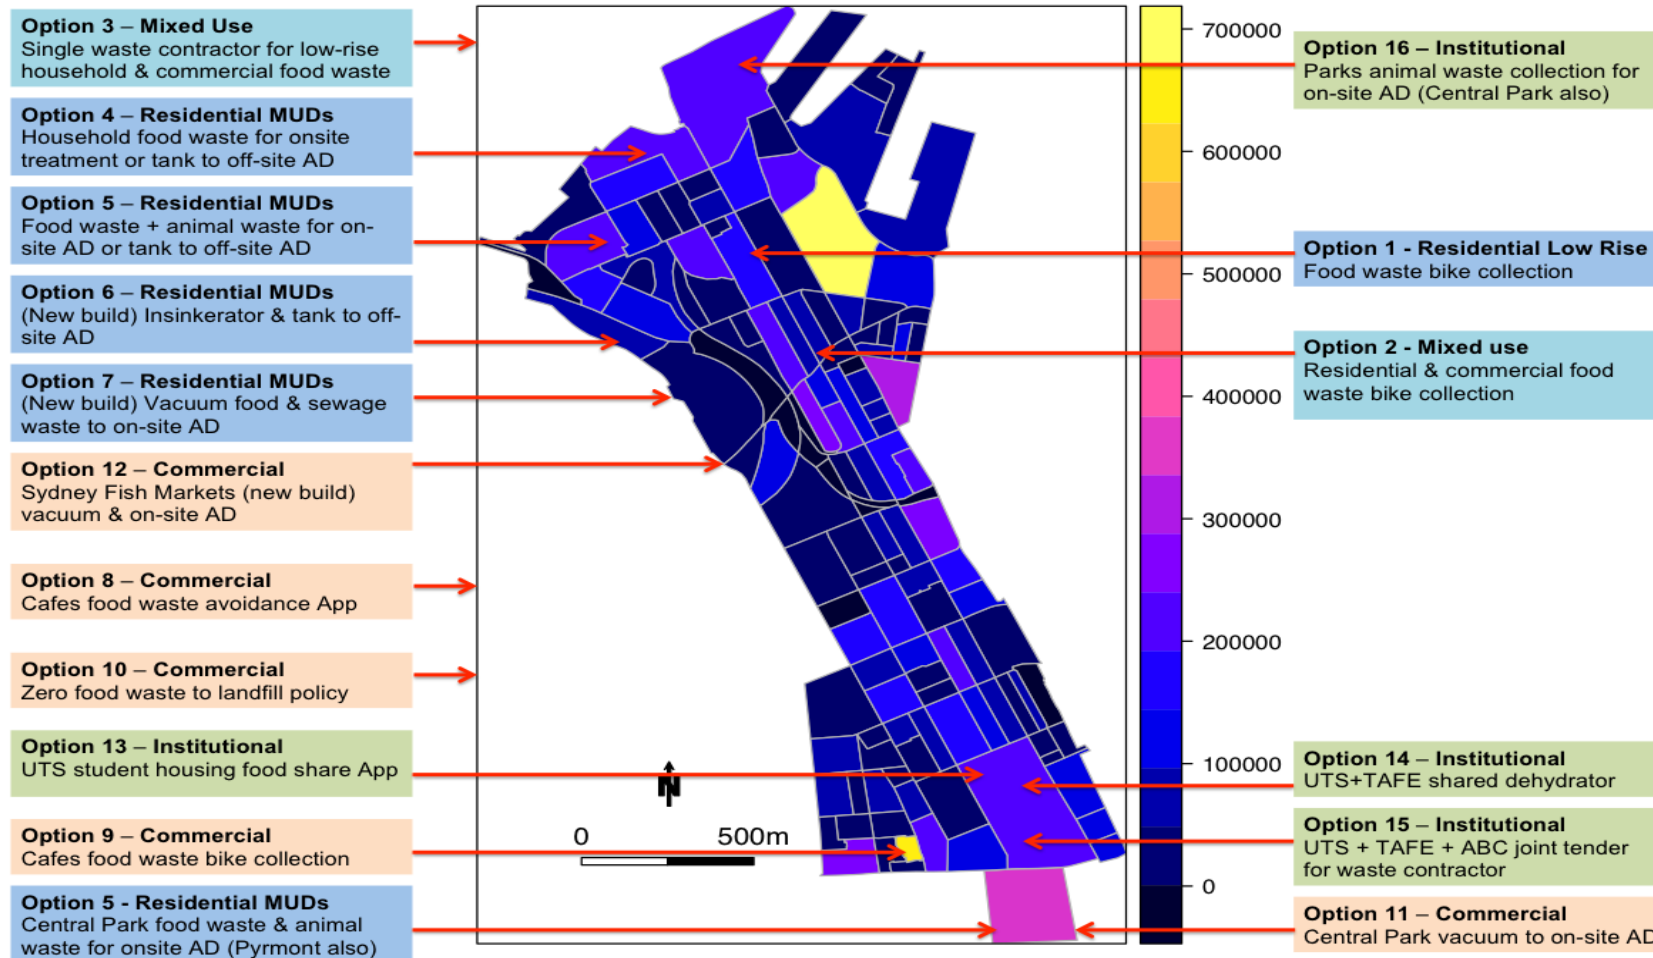 Option 3 – Mixed Use
Single waste contractor for low-rise
household & commercial food waste
Option 4 – Residential MUDs
Household food waste for onsite
treatment or tank to off-site AD
Option 5 – Residential MUDs
Food waste + animal waste for on-
site AD or tank to off-site AD
Option 6 – Residential MUDs
(New build) Insinkerator & tank to off-
site AD
Option 7 – Residential MUDs
(New build) Vacuum food & sewage
waste to on-site AD
Option 12 – Commercial
Sydney Fish Markets (new build)
vacuum & on-site AD
Option 8 – Commercial
Cafes food waste avoidance App
Option 10 – Commercial
Zero food waste to landfill policy
Option 13 – Institutional
UTS student housing food share App
Option 9 – Commercial
Cafes food waste bike collection
Option 5 - Residential MUDs
Central Park food waste & animal
waste for onsite AD (Pyrmont also)
N
0 500m
700000
600000
500000
400000
300000
200000
100000
0
Option 16 – Institutional
Parks animal waste collection for
on-site AD (Central Park also)
Option 1 - Residential Low Rise
Food waste bike collection
Option 2 - Mixed use
Residential & commercial food
waste bike collection
Option 14 – Institutional
UTS+TAFE shared dehydrator
Option 15 – Institutional
UTS + TAFE + ABC joint tender
for waste contractor
Option 11 – Commercial
Central Park vacuum to on-site AD